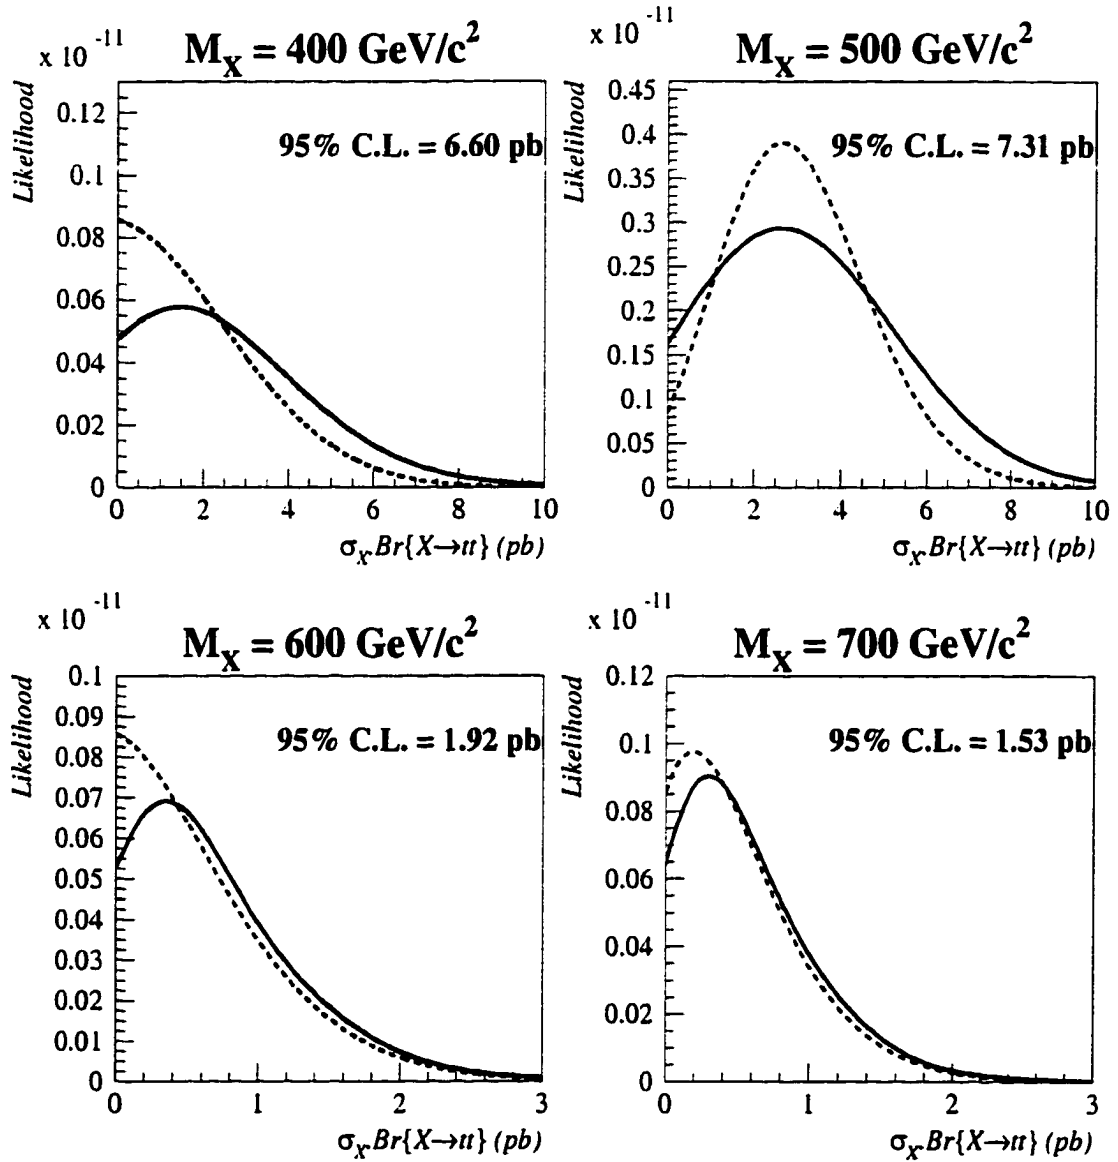 x 10 -11
M_X = 400 GeV/c²
Likelihood
95% C.L. = 6.60 pb
0.12
0.1
0.08
0.06
0.04
0.02
0
0 2 4 6 8 10
σ_X.Br{X→tt} (pb)
x 10 -11
M_X = 500 GeV/c²
Likelihood
95% C.L. = 7.31 pb
0.45
0.4
0.35
0.3
0.25
0.2
0.15
0.1
0.05
0
0 2 4 6 8 10
σ_X.Br{X→tt} (pb)
x 10 -11
M_X = 600 GeV/c²
Likelihood
95% C.L. = 1.92 pb
0.1
0.09
0.08
0.07
0.06
0.05
0.04
0.03
0.02
0.01
0
0 1 2 3
σ_X.Br{X→tt} (pb)
x 10 -11
M_X = 700 GeV/c²
Likelihood
95% C.L. = 1.53 pb
0.12
0.1
0.08
0.06
0.04
0.02
0
0 1 2 3
σ_X.Br{X→tt} (pb)